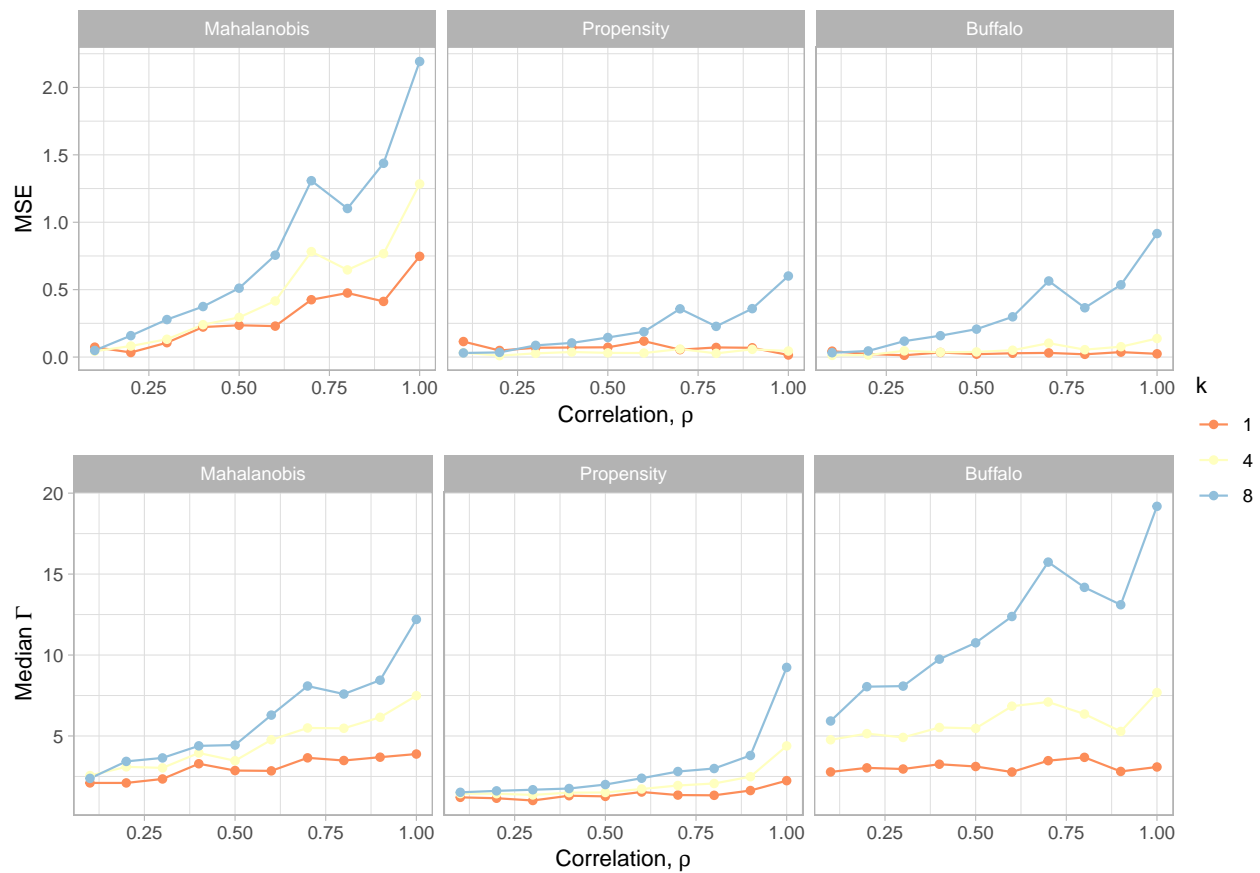 Mahalanobis Propensity Buffalo
MSE
2.0
1.5
1.0
0.5
0.0
0.25 0.50 0.75 1.00 0.25 0.50 0.75 1.00 0.25 0.50 0.75 1.00
Correlation, ρ
k
1
4
8
Mahalanobis Propensity Buffalo
Median Γ
20
15
10
5
0.25 0.50 0.75 1.00 0.25 0.50 0.75 1.00 0.25 0.50 0.75 1.00
Correlation, ρ